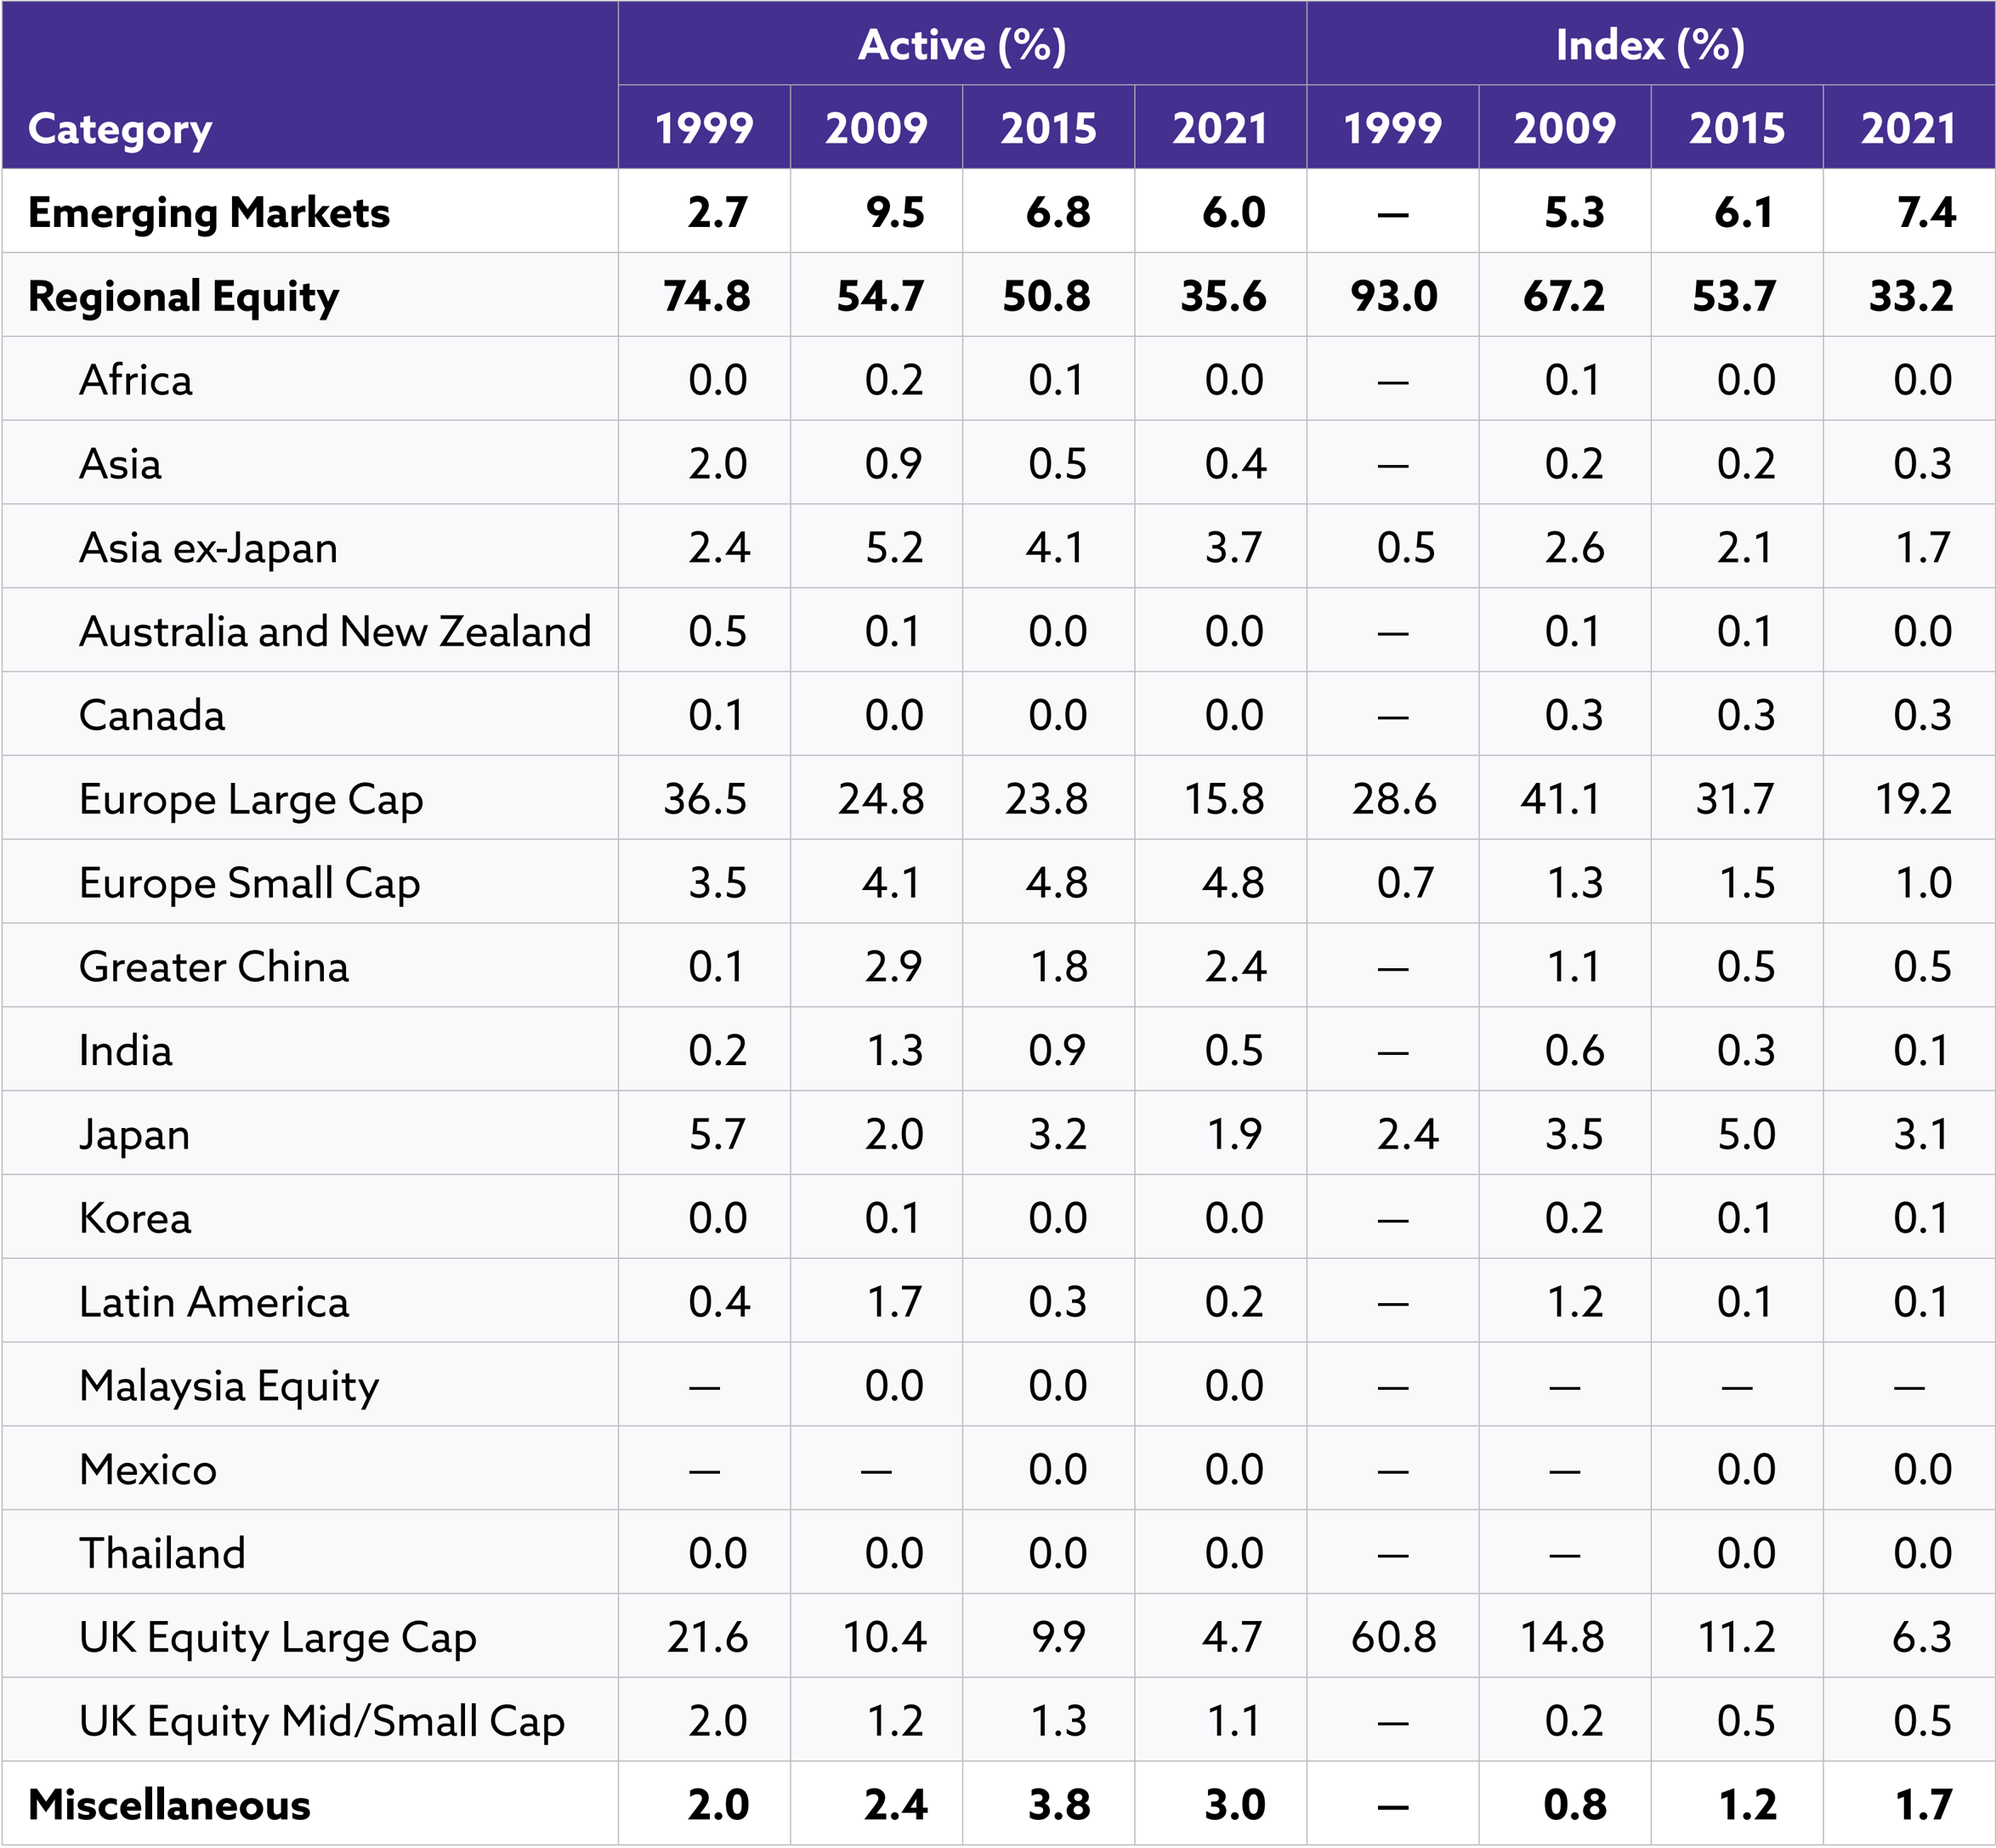 Active (%) Index (%)
Category 1999 2009 2015 2021 1999 2009 2015 2021
Emerging Markets 2.7 9.5 6.8 6.0 — 5.3 6.1 7.4
Regional Equity 74.8 54.7 50.8 35.6 93.0 67.2 53.7 33.2
Africa 0.0 0.2 0.1 0.0 — 0.1 0.0 0.0
Asia 2.0 0.9 0.5 0.4 — 0.2 0.2 0.3
Asia ex-Japan 2.4 5.2 4.1 3.7 0.5 2.6 2.1 1.7
Australia and New Zealand 0.5 0.1 0.0 0.0 — 0.1 0.1 0.0
Canada 0.1 0.0 0.0 0.0 — 0.3 0.3 0.3
Europe Large Cap 36.5 24.8 23.8 15.8 28.6 41.1 31.7 19.2
Europe Small Cap 3.5 4.1 4.8 4.8 0.7 1.3 1.5 1.0
Greater China 0.1 2.9 1.8 2.4 — 1.1 0.5 0.5
India 0.2 1.3 0.9 0.5 — 0.6 0.3 0.1
Japan 5.7 2.0 3.2 1.9 2.4 3.5 5.0 3.1
Korea 0.0 0.1 0.0 0.0 — 0.2 0.1 0.1
Latin America 0.4 1.7 0.3 0.2 — 1.2 0.1 0.1
Malaysia Equity — 0.0 0.0 0.0 — — — —
Mexico — — 0.0 0.0 — — 0.0 0.0
Thailand 0.0 0.0 0.0 0.0 — — 0.0 0.0
UK Equity Large Cap 21.6 10.4 9.9 4.7 60.8 14.8 11.2 6.3
UK Equity Mid/Small Cap 2.0 1.2 1.3 1.1 — 0.2 0.5 0.5
Miscellaneous 2.0 2.4 3.8 3.0 — 0.8 1.2 1.7